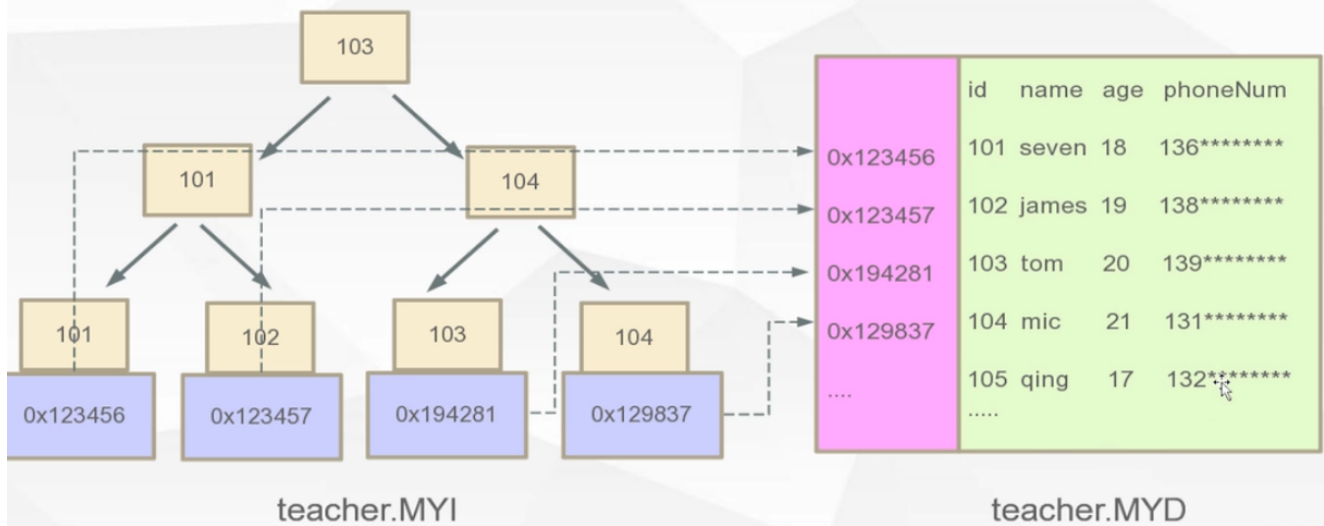 103
101
104
101
102
103
104
0x123456
0x123457
0x194281
0x129837
teacher.MYI
id name age phoneNum
0x123456 101 seven 18 136********
0x123457 102 james 19 138********
0x194281 103 tom 20 139********
0x129837 104 mic 21 131********
.... 105 qing 17 132********
.....
teacher.MYD